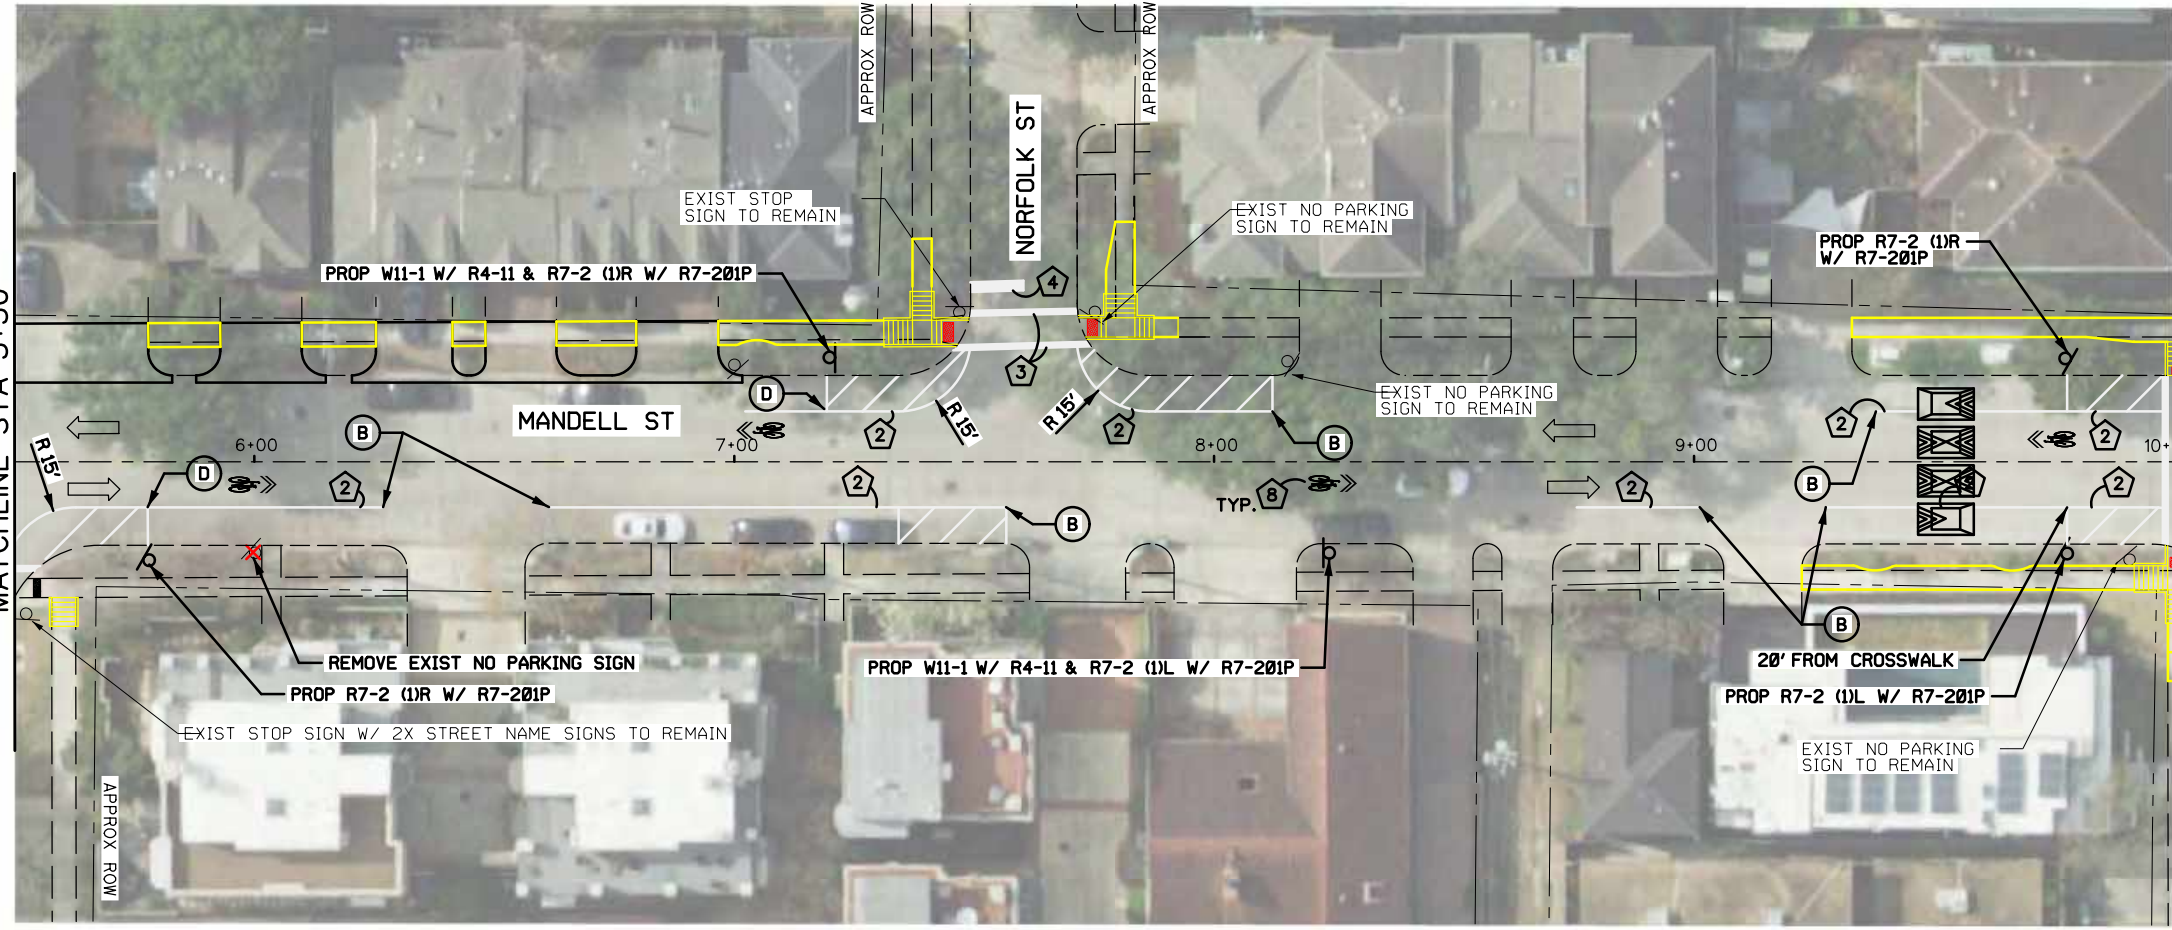 APPROX ROW
APPROX ROW
NORFOLK ST
EXIST STOP
SIGN TO REMAIN
EXIST NO PARKING
SIGN TO REMAIN
PROP R7-2 (1)R
W/ R7-201P
PROP W11-1 W/ R4-11 & R7-2 (1)R W/ R7-201P
4
3
D
EXIST NO PARKING
SIGN TO REMAIN
MANDELL ST
R 15'
R 15'
2
2
B
2
2
B
R 15'
6+00
7+00
8+00
9+00
10+
D
2
2
TYP.
8
2
B
2
B
REMOVE EXIST NO PARKING SIGN
PROP R7-2 (1)R W/ R7-201P
EXIST STOP SIGN W/ 2X STREET NAME SIGNS TO REMAIN
PROP W11-1 W/ R4-11 & R7-2 (1)L W/ R7-201P
B
20' FROM CROSSWALK
PROP R7-2 (1)L W/ R7-201P
EXIST NO PARKING
SIGN TO REMAIN
APPROX ROW